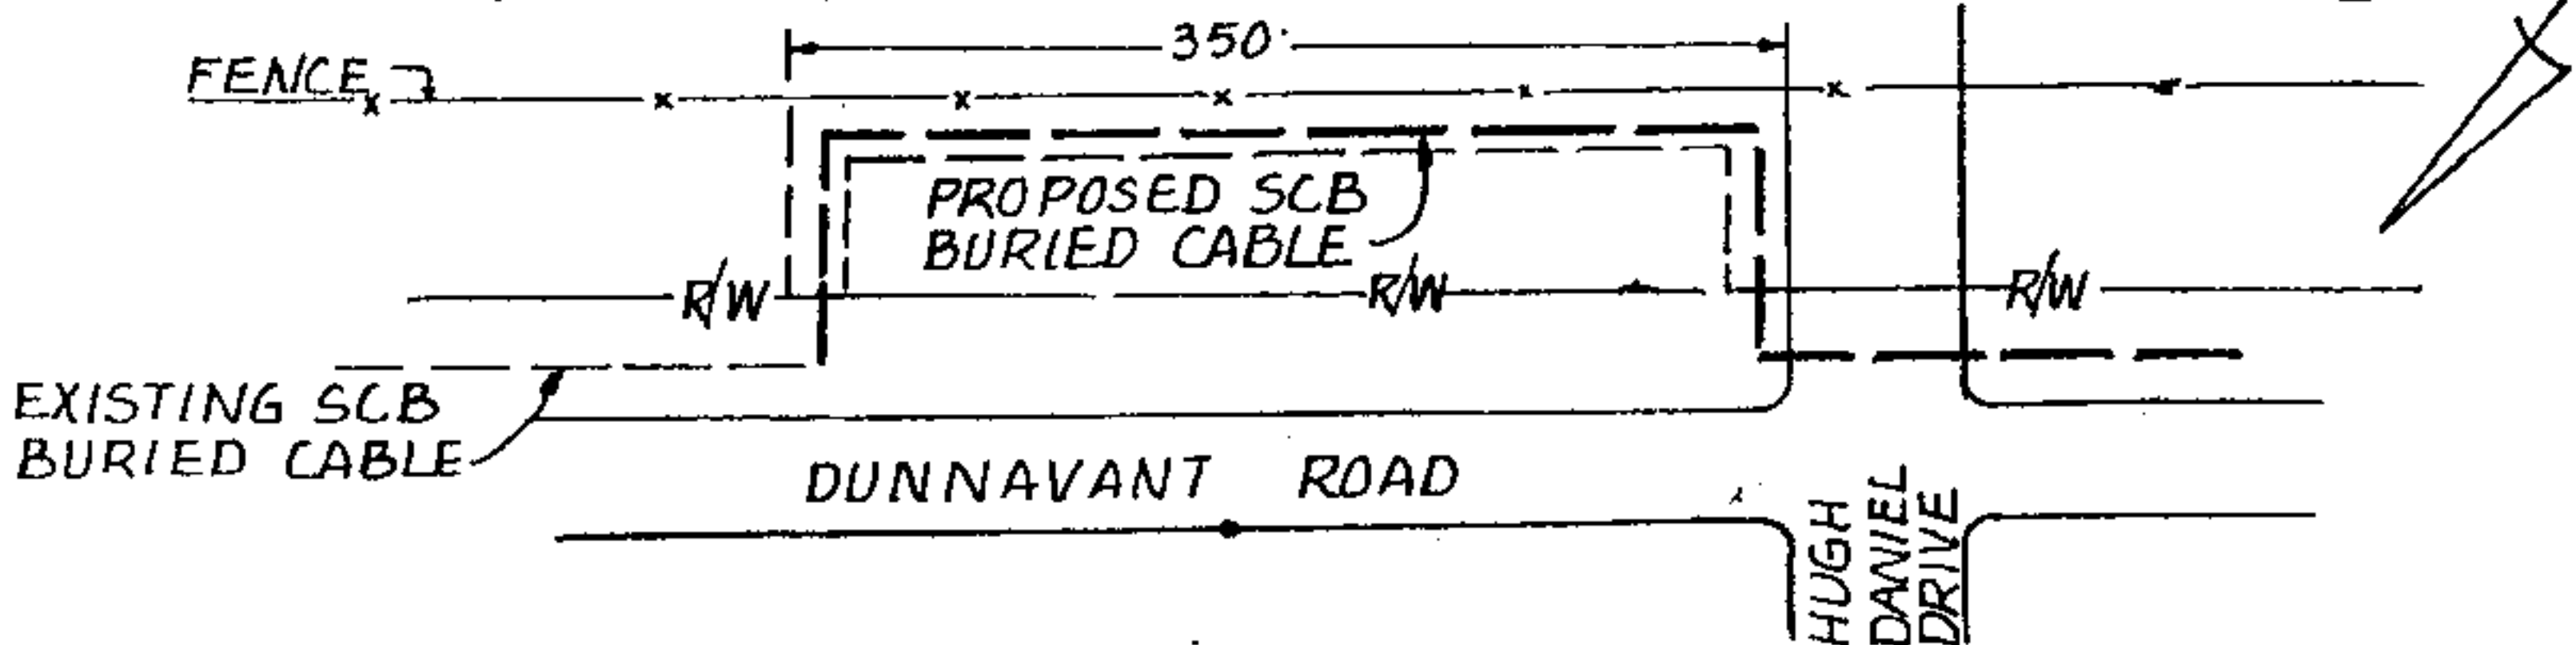 350'
FENCE
PROPOSED SCB
BURIED CABLE
R/W
R/W
R/W
EXISTING SCB
BURIED CABLE
DUNNAVANT ROAD
HUGH
DANIEL
DRIVE